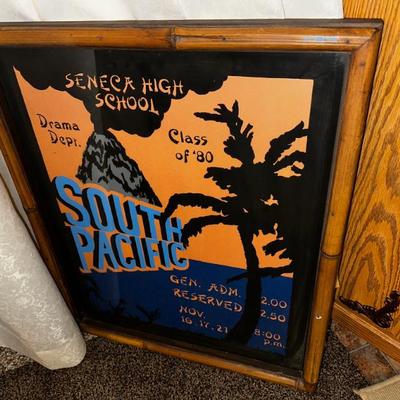 SENECA HIGH
SCHOOL
Drama
Dept.
Class
of '80
SOUTH
PACIFIC
GEN. ADM. 2.00
RESERVED 2.50
NOV.
16·17·21 8:00
p.m.